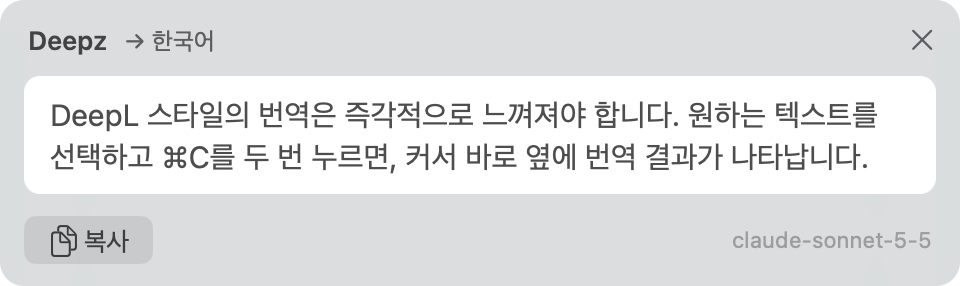 Deepz → 한국어
DeepL 스타일의 번역은 즉각적으로 느껴져야 합니다. 원하는 텍스트를
선택하고 ⌘C를 두 번 누르면, 커서 바로 옆에 번역 결과가 나타납니다.
복사
claude-sonnet-5-5